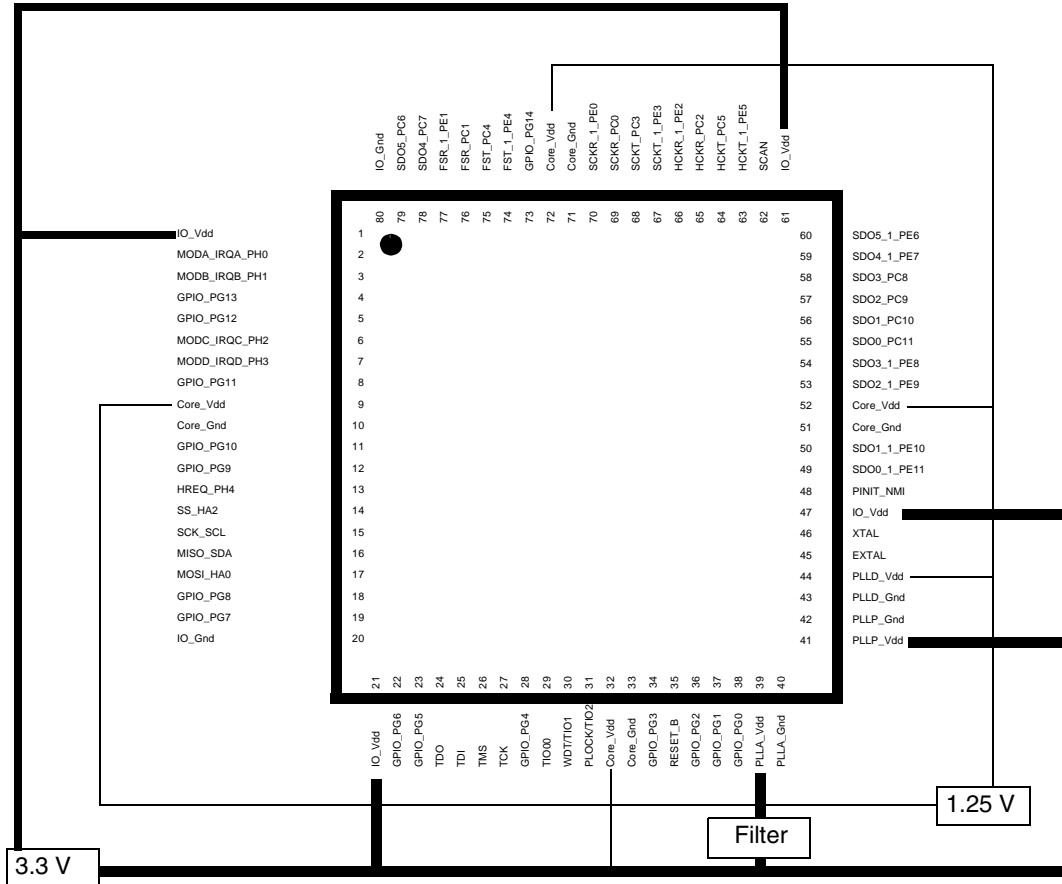 IO_Gnd
SDO5_PC6
SDO4_PC7
FSR_1_PE1
FSR_PC1
FST_PC4
FST_1_PE4
GPIO_PG14
Core_Vdd
Core_Gnd
SCKR_1_PE0
SCKR_PC0
SCKT_PC3
SCKT_1_PE3
HCKR_1_PE2
HCKR_PC2
HCKT_PC5
HCKT_1_PE5
SCAN
IO_Vdd
80
79
78
77
76
75
74
73
72
71
70
69
68
67
66
65
64
63
62
61
IO_Vdd 1
MODA_IRQA_PH0 2
MODB_IRQB_PH1 3
GPIO_PG13 4
GPIO_PG12 5
MODC_IRQC_PH2 6
MODD_IRQD_PH3 7
GPIO_PG11 8
Core_Vdd 9
Core_Gnd 10
GPIO_PG10 11
GPIO_PG9 12
HREQ_PH4 13
SS_HA2 14
SCK_SCL 15
MISO_SDA 16
MOSI_HA0 17
GPIO_PG8 18
GPIO_PG7 19
IO_Gnd 20
60 SDO5_1_PE6
59 SDO4_1_PE7
58 SDO3_PC8
57 SDO2_PC9
56 SDO1_PC10
55 SDO0_PC11
54 SDO3_1_PE8
53 SDO2_1_PE9
52 Core_Vdd
51 Core_Gnd
50 SDO1_1_PE10
49 SDO0_1_PE11
48 PINIT_NMI
47 IO_Vdd
46 XTAL
45 EXTAL
44 PLLD_Vdd
43 PLLD_Gnd
42 PLLP_Gnd
41 PLLP_Vdd
21
22
23
24
25
26
27
28
29
30
31
32
33
34
35
36
37
38
39
40
IO_Vdd
GPIO_PG6
GPIO_PG5
TDO
TDI
TMS
TCK
GPIO_PG4
TIO00
WDT/TIO1
PLOCK/TIO2
Core_Vdd
Core_Gnd
GPIO_PG3
RESET_B
GPIO_PG2
GPIO_PG1
GPIO_PG0
PLLA_Vdd
PLLA_Gnd
1.25 V
Filter
3.3 V